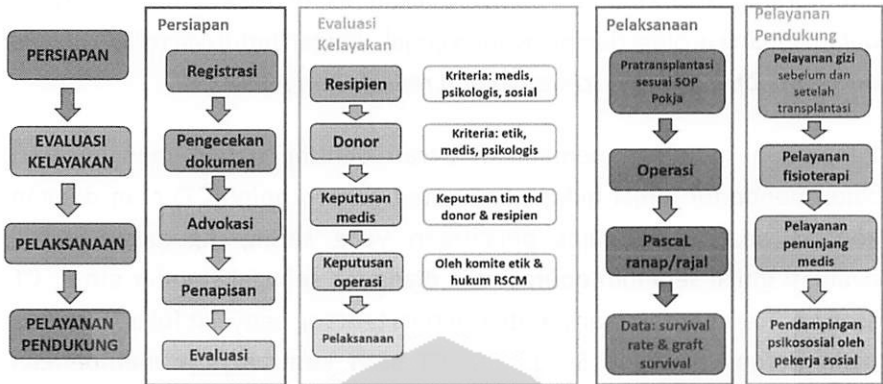 PERSIAPAN
EVALUASI
KELAYAKAN
PELAKSANAAN
PELAYANAN
PENDUKUNG
Persiapan
Registrasi
Pengecekan
dokumen
Advokasi
Penapisan
Evaluasi
Evaluasi
Kelayakan
Resipien
Kriteria: medis,
psikologis, sosial
Donor
Kriteria: etik,
medis, psikologis
Keputusan
medis
Keputusan tim thd
donor & resipien
Keputusan
operasi
Oleh komite etik &
hukum RSCM
Pelaksanaan
Pelaksanaan
Pratransplantasi
sesuai SOP
Pokja
Operasi
PascaL
ranap/rajal
Data: survival
rate & graft
survival
Pelayanan
Pendukung
Pelayanan gizi
sebelum dan
setelah
transplantasi
Pelayanan
fisioterapi
Pelayanan
penunjang
medis
Pendampingan
psikososial oleh
pekerja sosial